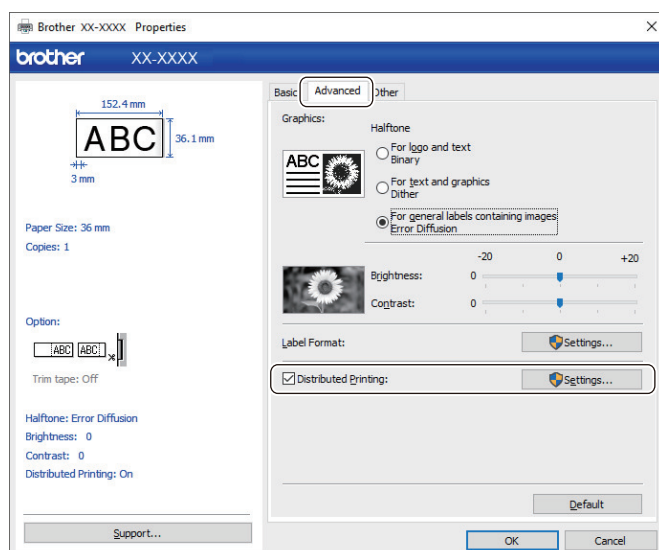 Brother XX-XXXX Properties
brother XX-XXXX
152.4 mm
ABC
36.1 mm
3 mm
Paper Size: 36 mm
Copies: 1
Option:
ABC ABC
Trim tape: Off
Halftone: Error Diffusion
Brightness: 0
Contrast: 0
Distributed Printing: On
Support...
Basic Advanced Other
Graphics:
Halftone
ABC
For logo and text
Binary
For text and graphics
Dither
For general labels containing images
Error Diffusion
-20 0 +20
Brightness: 0
Contrast: 0
Label Format: Settings...
Distributed Printing: Settings...
Default
OK Cancel